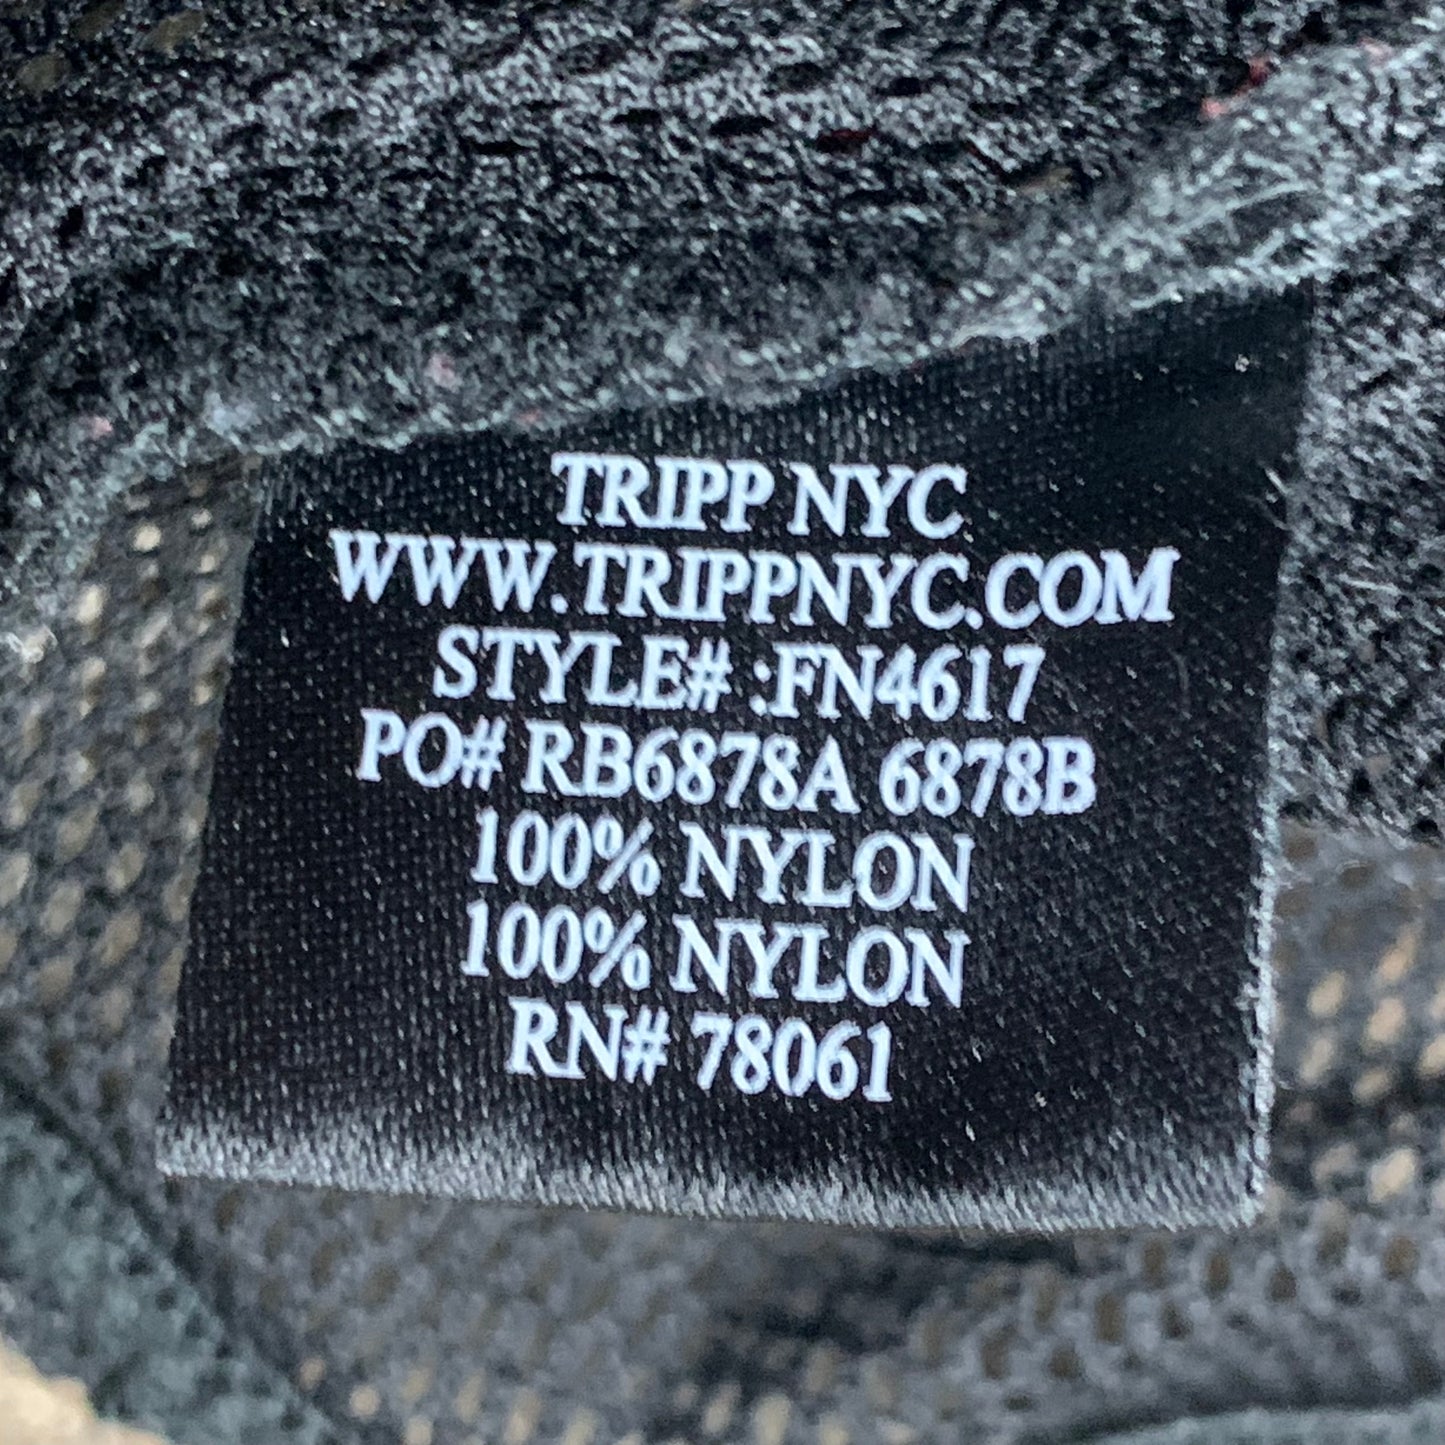 TRIPP NYC
WWW.TRIPPNYC.COM
STYLE# :FN4617
PO# RB6878A 6878B
100% NYLON
100% NYLON
RN# 78061